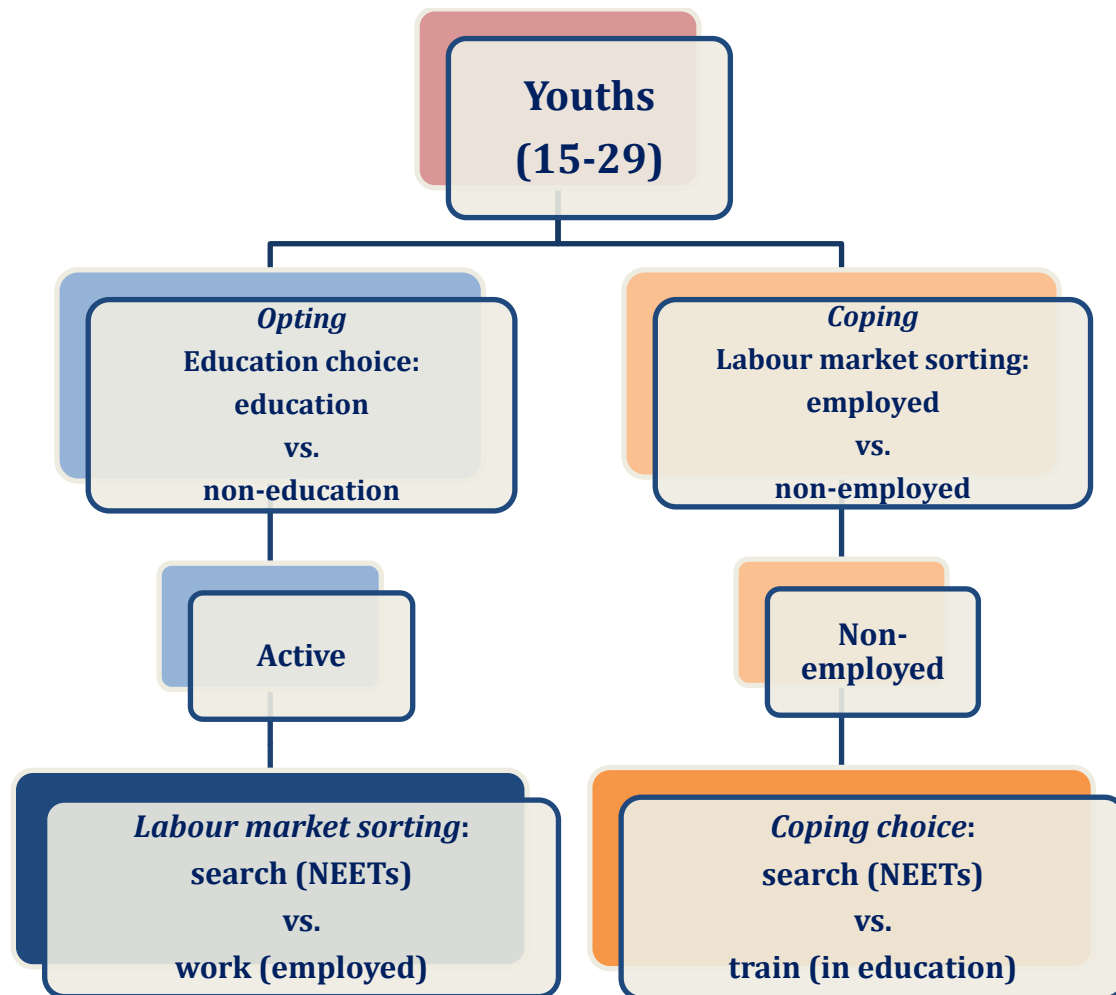 Youths
(15-29)
Opting
Education choice:
education
vs.
non-education
Coping
Labour market sorting:
employed
vs.
non-employed
Active
Non-
employed
Labour market sorting:
search (NEETs)
vs.
work (employed)
Coping choice:
search (NEETs)
vs.
train (in education)